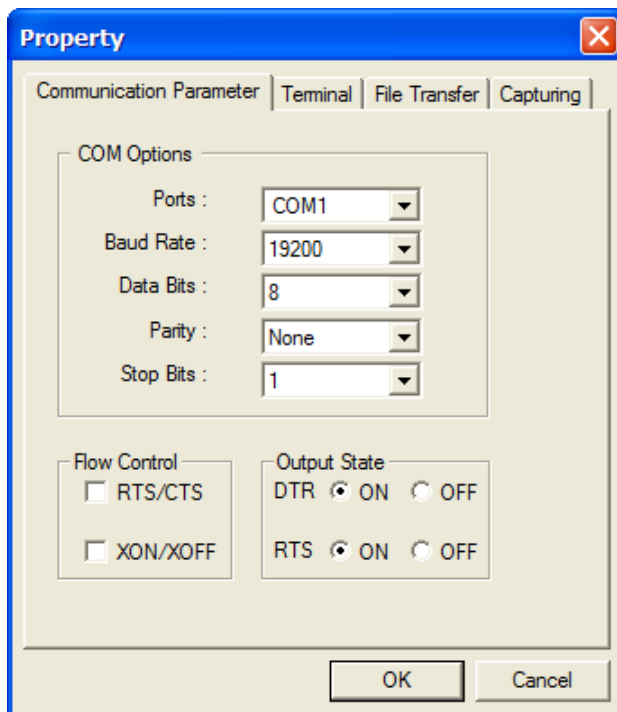 Property
Communication Parameter Terminal File Transfer Capturing
COM Options
Ports : COM1
Baud Rate : 19200
Data Bits : 8
Parity : None
Stop Bits : 1
Flow Control
RTS/CTS
XON/XOFF
Output State
DTR ON OFF
RTS ON OFF
OK Cancel